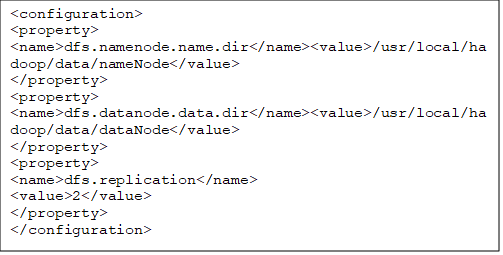 <configuration>
<property>
<name>dfs.namenode.name.dir</name><value>/usr/local/ha
doop/data/nameNode</value>
</property>
<property>
<name>dfs.datanode.data.dir</name><value>/usr/local/ha
doop/data/dataNode</value>
</property>
<property>
<name>dfs.replication</name>
<value>2</value>
</property>
</configuration>